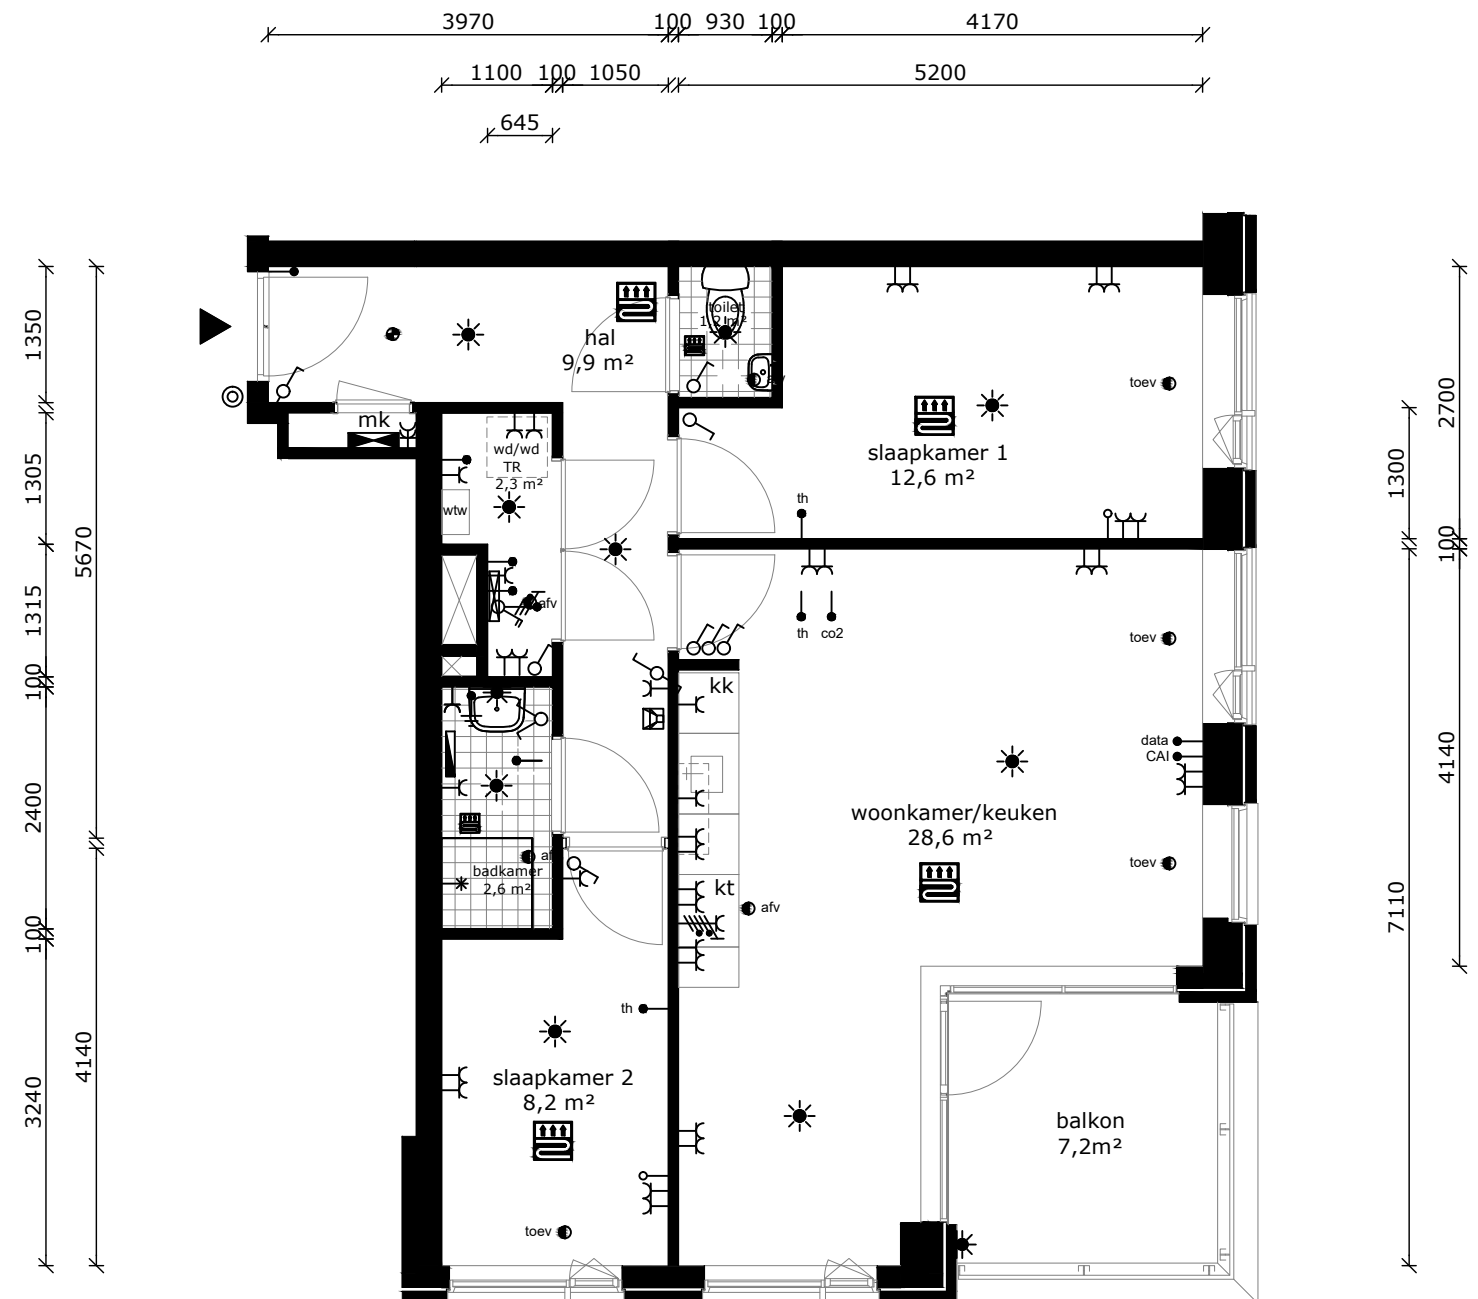 3970 100 930 100 4170
1100 100 1050 5200
645
1350
1305
1315
100
2400
100
3240
5670
4140
2700
100
4140
1300
7110
hal
9,9 m²
toilet
1,2 m²
mk
wd/wd
TR
2,3 m²
wtw
afv
slaapkamer 1
12,6 m²
toev
th
th
co2
toev
kk
data
CAI
woonkamer/keuken
28,6 m²
toev
kt
afv
badkamer
2,6 m²
th
slaapkamer 2
8,2 m²
toev
balkon
7,2m²